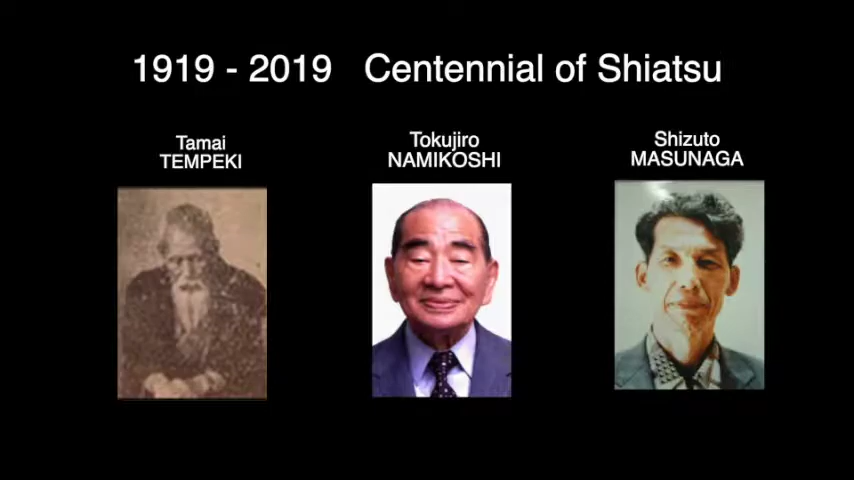 1919 - 2019 Centennial of Shiatsu
Tamai
TEMPEKI
Tokujiro
NAMIKOSHI
Shizuto
MASUNAGA